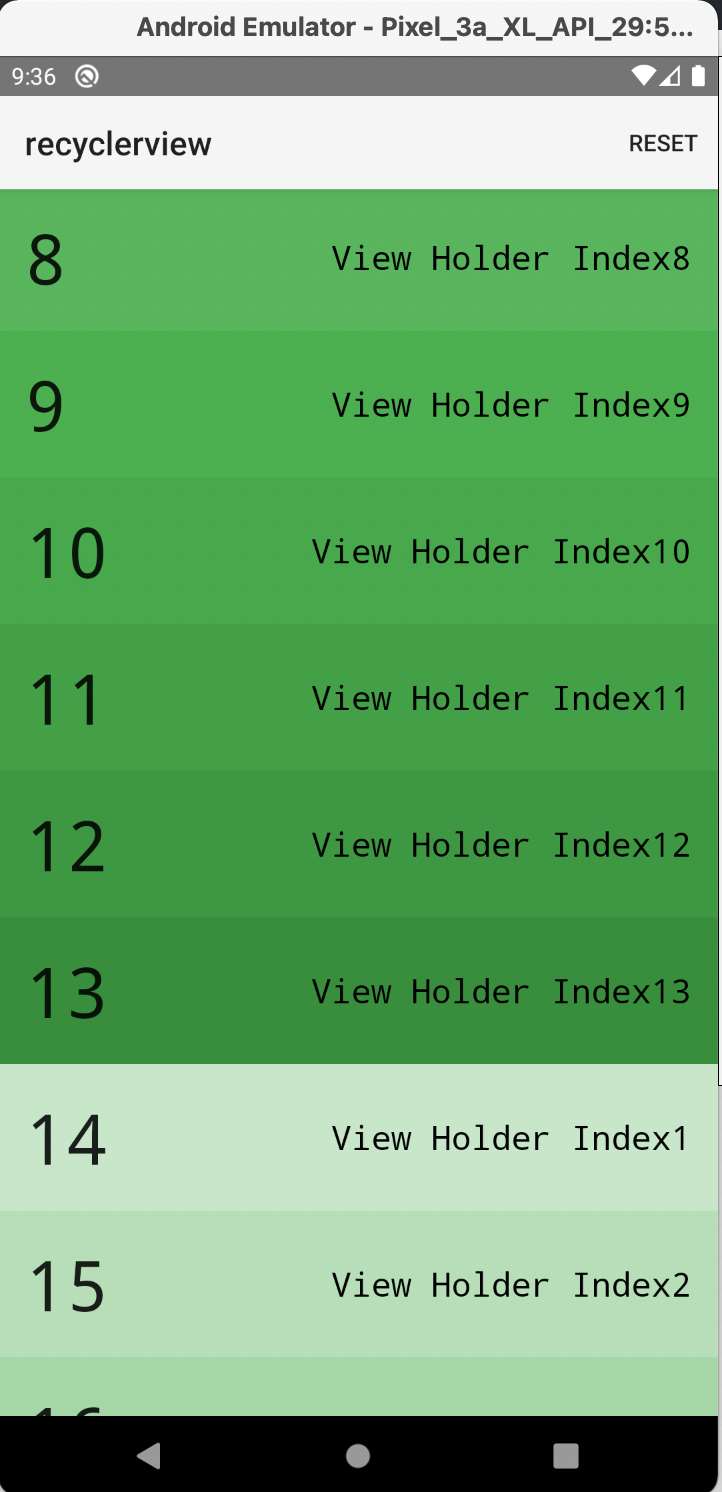 Android Emulator - Pixel_3a_XL_API_29:5...
9:36
recyclerview RESET
8 View Holder Index8
9 View Holder Index9
10 View Holder Index10
11 View Holder Index11
12 View Holder Index12
13 View Holder Index13
14 View Holder Index1
15 View Holder Index2
16